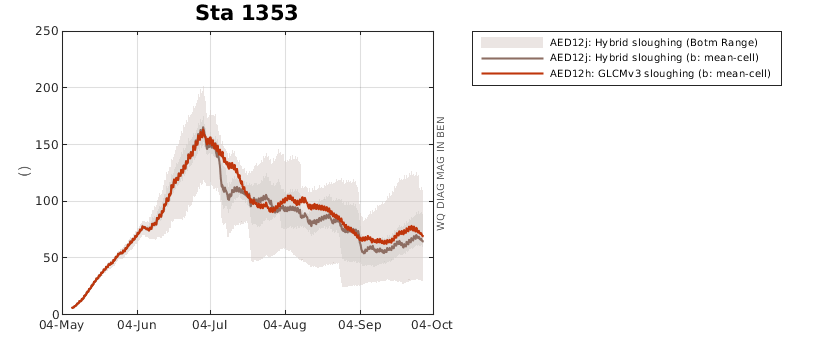 Sta 1353
250
200
150
100
50
0
()
04-May
04-Jun
04-Jul
04-Aug
04-Sep
04-Oct
WQ DIAG MAG IN BEN
AED12j: Hybrid sloughing (Botm Range)
AED12j: Hybrid sloughing (b: mean-cell)
AED12h: GLCMv3 sloughing (b: mean-cell)